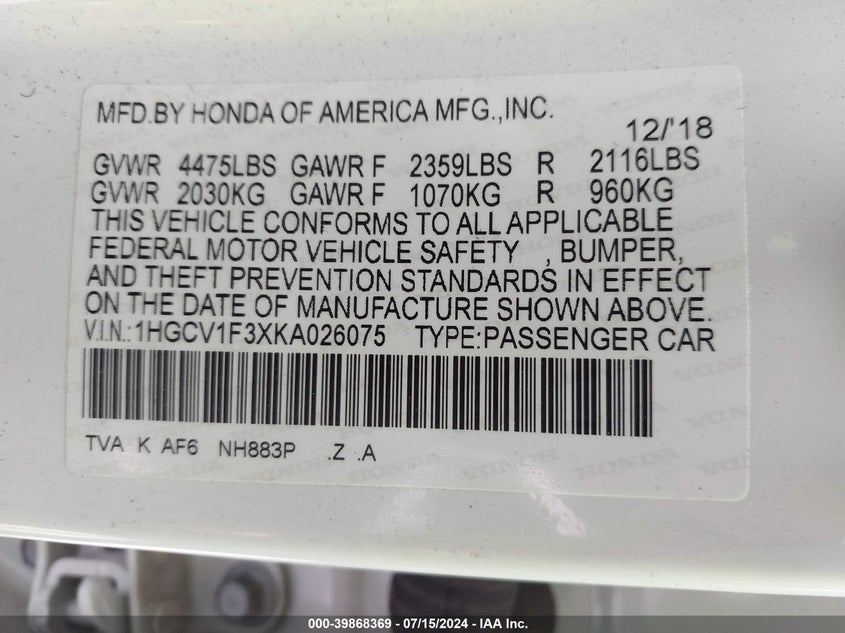 MFD.BY HONDA OF AMERICA MFG.,INC.
12/'18
GVWR 4475LBS GAWR F 2359LBS R 2116LBS
GVWR 2030KG GAWR F 1070KG R 960KG
THIS VEHICLE CONFORMS TO ALL APPLICABLE
FEDERAL MOTOR VEHICLE SAFETY , BUMPER,
AND THEFT PREVENTION STANDARDS IN EFFECT
ON THE DATE OF MANUFACTURE SHOWN ABOVE.
V.I.N.:1HGCV1F3XKA026075 TYPE:PASSENGER CAR
TVA K AF6 NH883P .Z .A
000-39868369 - 07/15/2024 - IAA Inc.